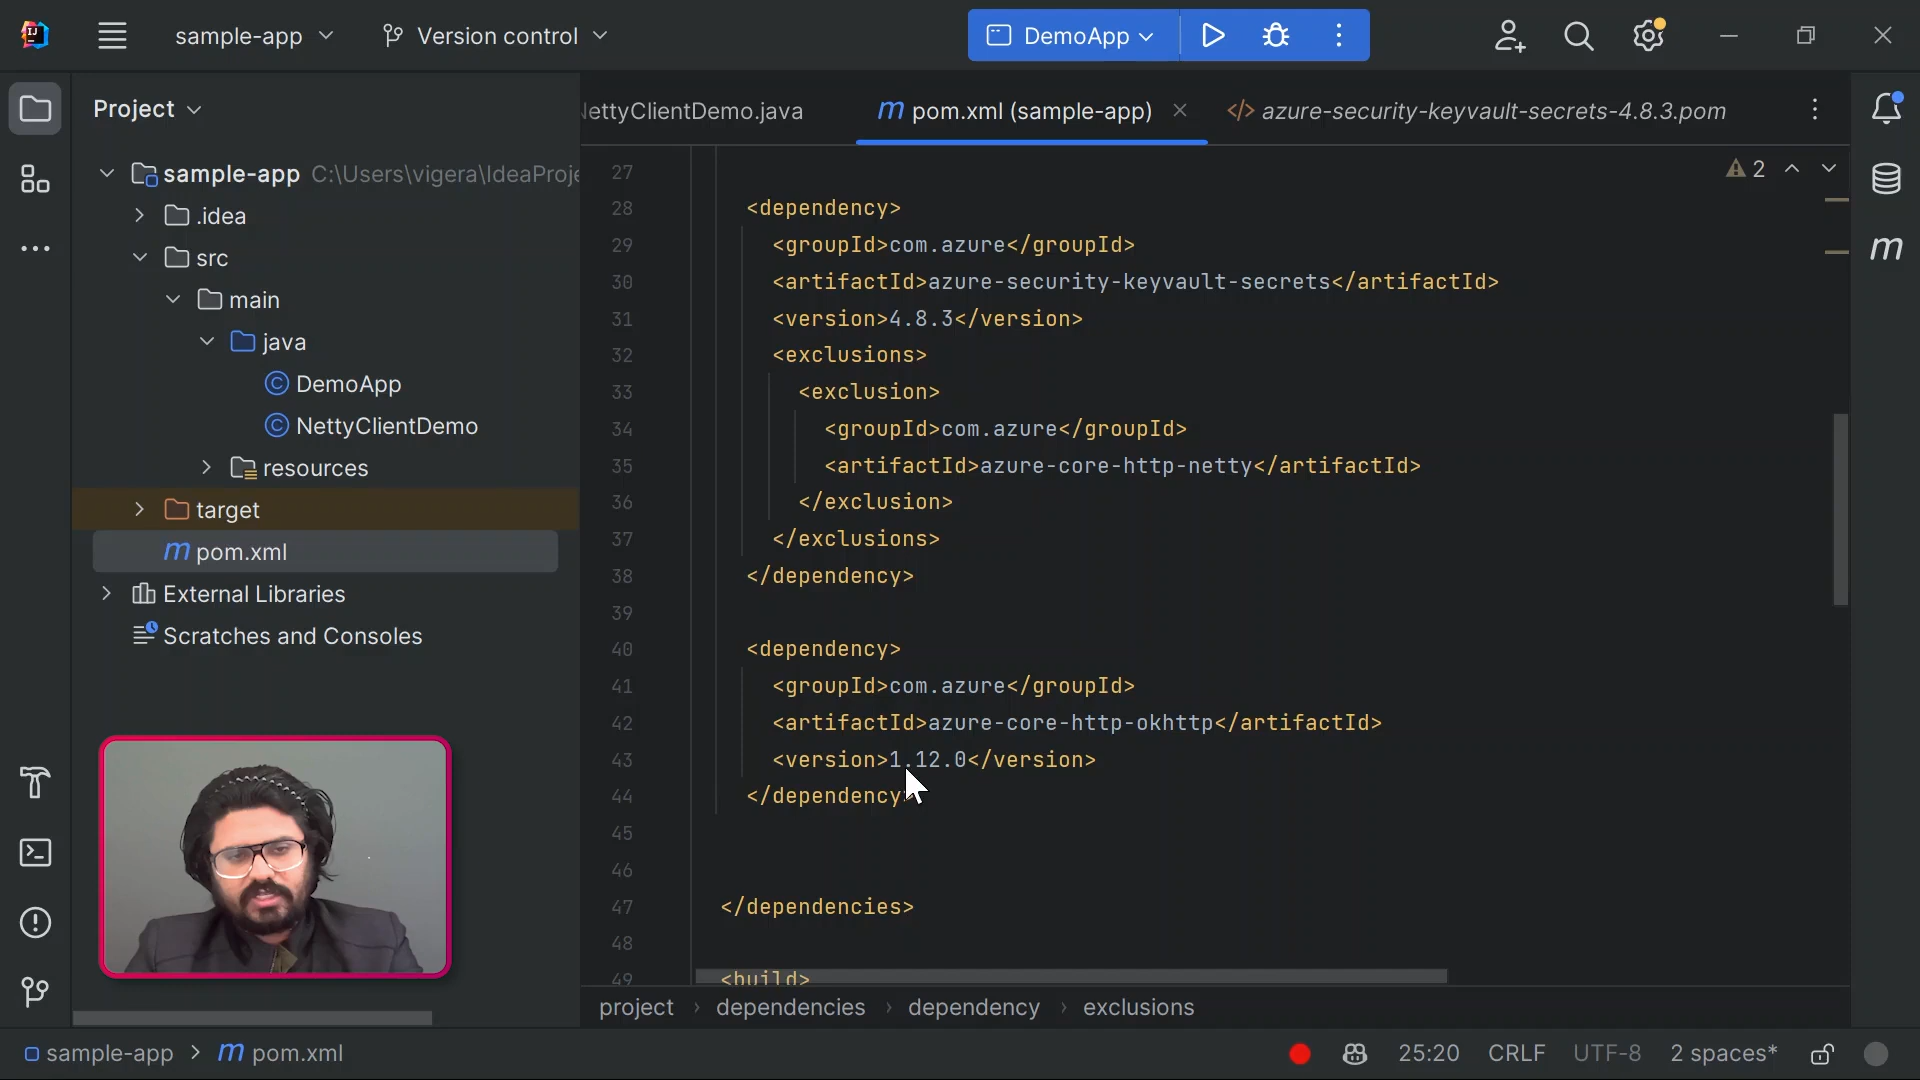 sample-app
Version control
DemoApp
Project
NettyClientDemo.java
m pom.xml (sample-app)
</> azure-security-keyvault-secrets-4.8.3.pom
sample-app C:\Users\vigera\IdeaProje
.idea
src
main
java
DemoApp
NettyClientDemo
resources
target
m pom.xml
External Libraries
Scratches and Consoles
2
27
28 <dependency>
29 <groupId>com.azure</groupId>
30 <artifactId>azure-security-keyvault-secrets</artifactId>
31 <version>4.8.3</version>
32 <exclusions>
33 <exclusion>
34 <groupId>com.azure</groupId>
35 <artifactId>azure-core-http-netty</artifactId>
36 </exclusion>
37 </exclusions>
38 </dependency>
39
40 <dependency>
41 <groupId>com.azure</groupId>
42 <artifactId>azure-core-http-okhttp</artifactId>
43 <version>1.12.0</version>
44 </dependency>
45
46
47 </dependencies>
48
49 <build>
project > dependencies > dependency > exclusions
sample-app > m pom.xml
25:20 CRLF UTF-8 2 spaces*